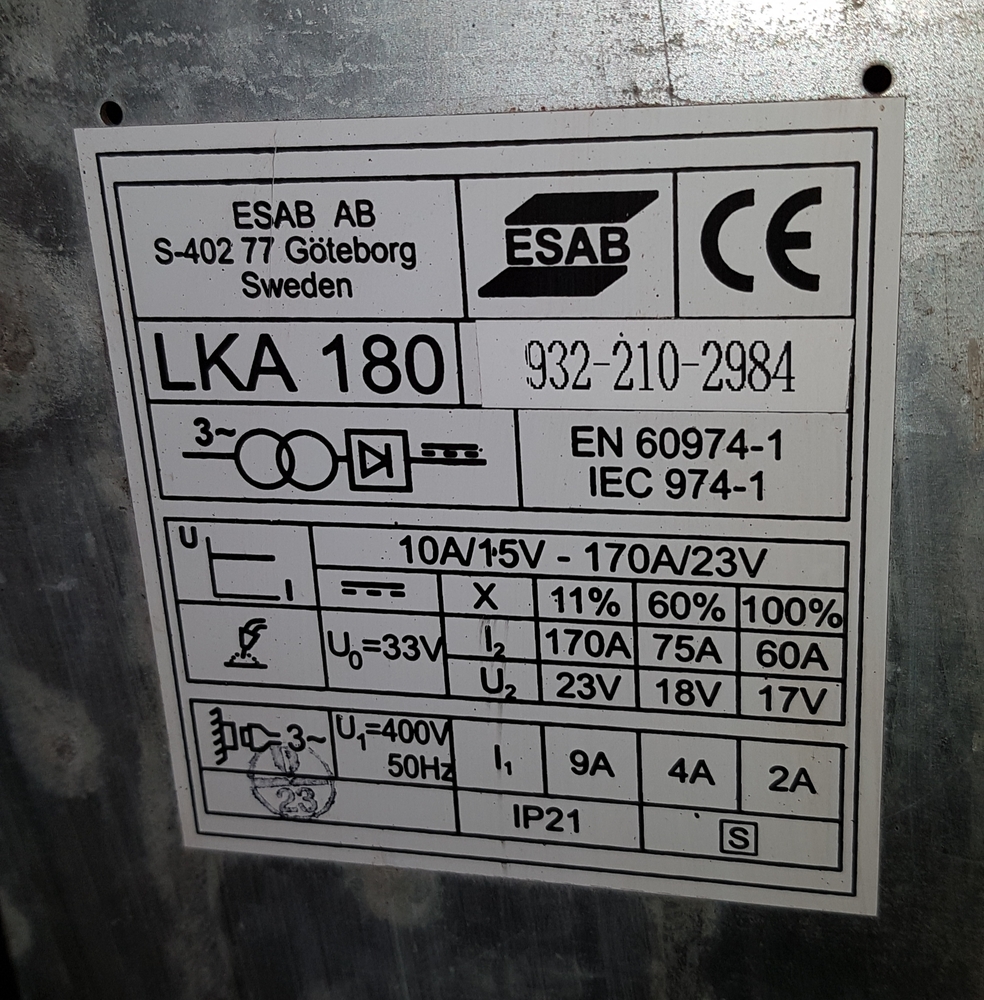 ESAB AB
S-402 77 Göteborg
Sweden
ESAB
CE
LKA 180
932-210-2984
3~
EN 60974-1
IEC 974-1
U
I
10A/15V - 170A/23V
X 11% 60% 100%
U₀=33V
I₂ 170A 75A 60A
U₂ 23V 18V 17V
3~
U₁=400V
50Hz
I₁ 9A 4A 2A
23
IP21
S